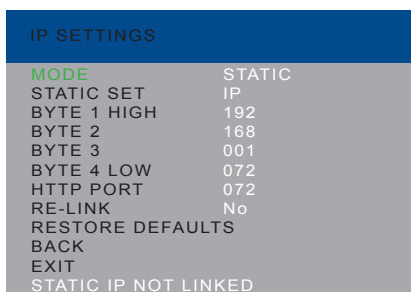 IP SETTINGS
MODE STATIC
STATIC SET IP
BYTE 1 HIGH 192
BYTE 2 168
BYTE 3 001
BYTE 4 LOW 072
HTTP PORT 072
RE-LINK No
RESTORE DEFAULTS
BACK
EXIT
STATIC IP NOT LINKED